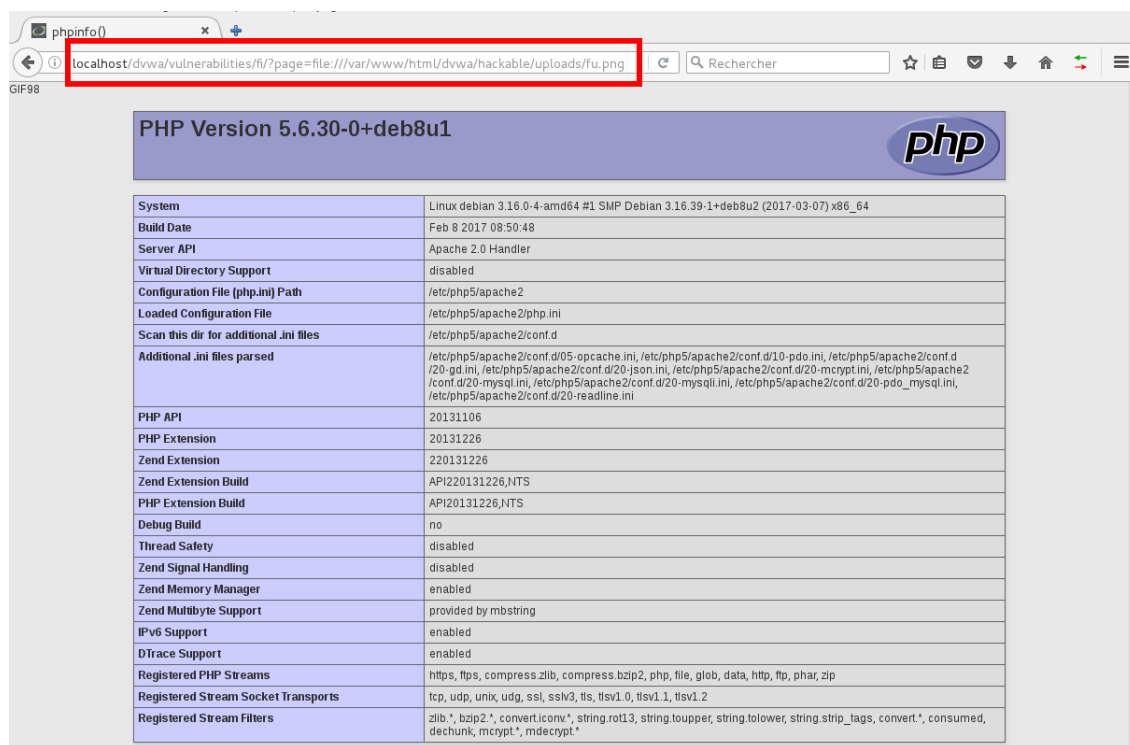 phpinfo()
localhost/dvwa/vulnerabilities/fi/?page=file:///var/www/html/dvwa/hackable/uploads/fu.png
Rechercher
GIF98
PHP Version 5.6.30-0+deb8u1
php
System Linux debian 3.16.0-4-amd64 #1 SMP Debian 3.16.39-1+deb8u2 (2017-03-07) x86_64
Build Date Feb 8 2017 08:50:48
Server API Apache 2.0 Handler
Virtual Directory Support disabled
Configuration File (php.ini) Path /etc/php5/apache2
Loaded Configuration File /etc/php5/apache2/php.ini
Scan this dir for additional .ini files /etc/php5/apache2/conf.d
Additional .ini files parsed /etc/php5/apache2/conf.d/05-opcache.ini, /etc/php5/apache2/conf.d/10-pdo.ini, /etc/php5/apache2/conf.d
/20-gd.ini, /etc/php5/apache2/conf.d/20-json.ini, /etc/php5/apache2/conf.d/20-mcrypt.ini, /etc/php5/apache2
/conf.d/20-mysql.ini, /etc/php5/apache2/conf.d/20-mysqli.ini, /etc/php5/apache2/conf.d/20-pdo_mysql.ini,
/etc/php5/apache2/conf.d/20-readline.ini
PHP API 20131106
PHP Extension 20131226
Zend Extension 220131226
Zend Extension Build API220131226,NTS
PHP Extension Build API20131226,NTS
Debug Build no
Thread Safety disabled
Zend Signal Handling disabled
Zend Memory Manager enabled
Zend Multibyte Support provided by mbstring
IPv6 Support enabled
DTrace Support enabled
Registered PHP Streams https, ftps, compress.zlib, compress.bzip2, php, file, glob, data, http, ftp, phar, zip
Registered Stream Socket Transports tcp, udp, unix, udg, ssl, sslv3, tls, tlsv1.0, tlsv1.1, tlsv1.2
Registered Stream Filters zlib.*, bzip2.*, convert.iconv.*, string.rot13, string.toupper, string.tolower, string.strip_tags, convert.*, consumed,
dechunk, mcrypt.*, mdecrypt.*